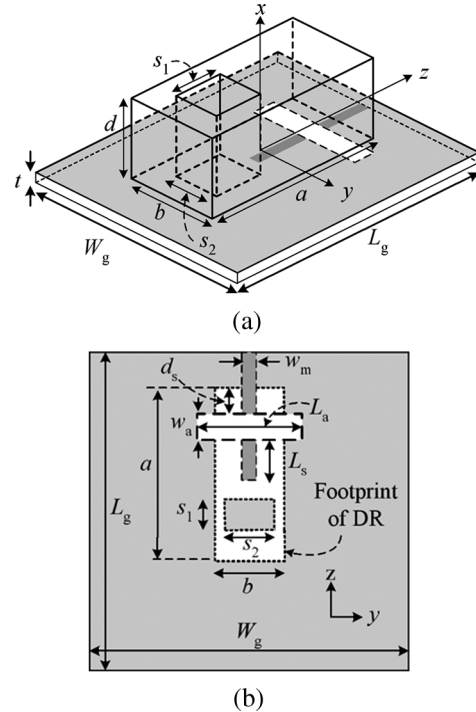 x
s1
z
d
t
a
y
b
s2
Wg
Lg
(a)
ds
wm
wa
La
a
Ls
Lg
s1
Footprint
of DR
s2
b
z
y
Wg
(b)